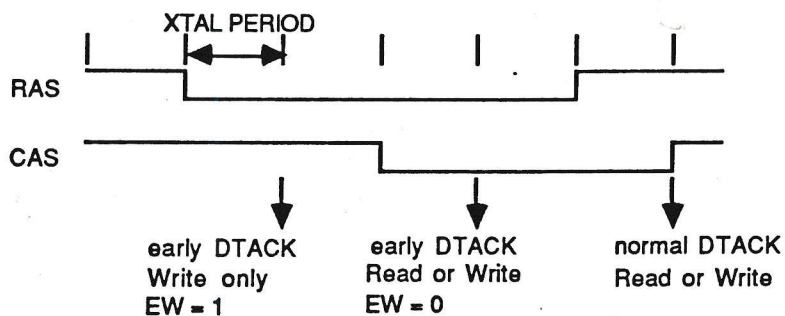 XTAL PERIOD
RAS
CAS
early DTACK
Write only
EW = 1
early DTACK
Read or Write
EW = 0
normal DTACK
Read or Write